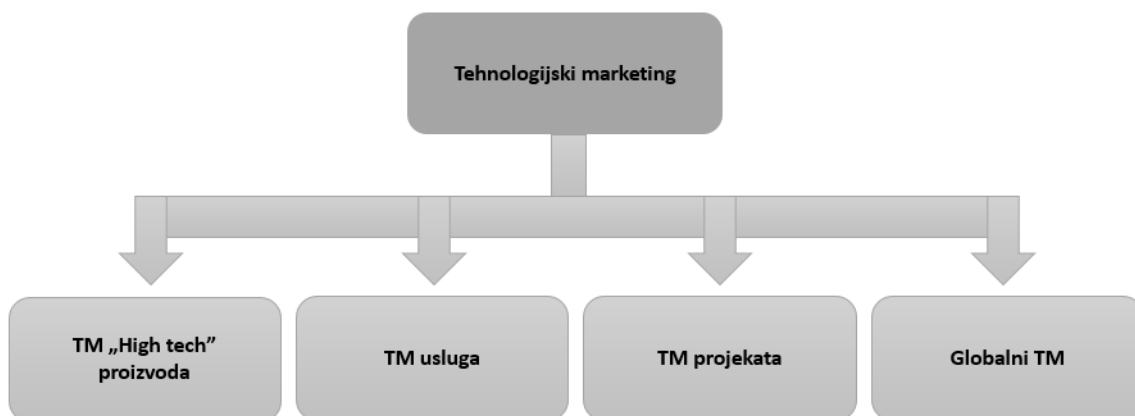 Tehnologijski marketing
TM „High tech”
proizvoda
TM usluga
TM projekata
Globalni TM